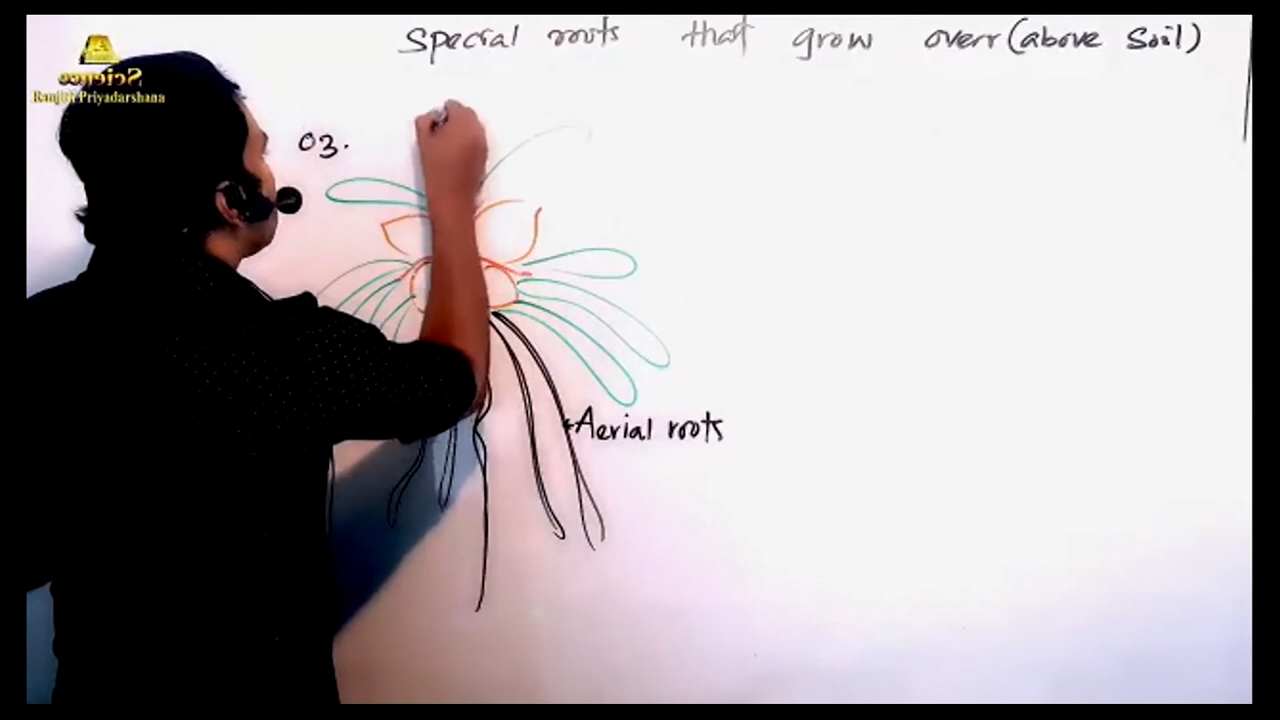 Special roots that grow overr (above Soil)
Science
Ranjith Priyadarshana
03.
Aerial roots